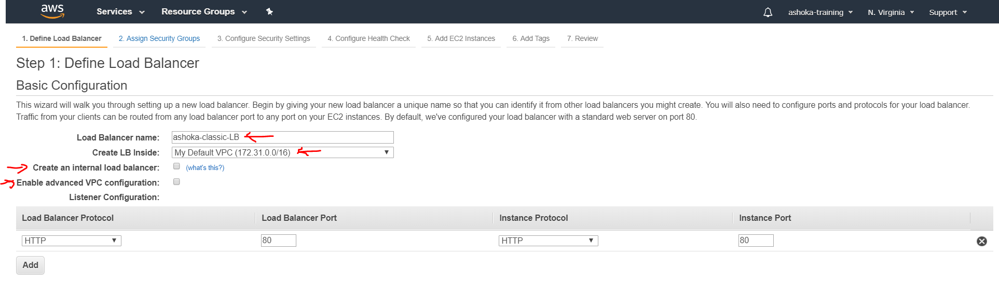 aws Services Resource Groups ashoka-training N. Virginia Support
1. Define Load Balancer 2. Assign Security Groups 3. Configure Security Settings 4. Configure Health Check 5. Add EC2 Instances 6. Add Tags 7. Review
Step 1: Define Load Balancer
Basic Configuration
This wizard will walk you through setting up a new load balancer. Begin by giving your new load balancer a unique name so that you can identify it from other load balancers you might create. You will also need to configure ports and protocols for your load balancer.
Traffic from your clients can be routed from any load balancer port to any port on your EC2 instances. By default, we've configured your load balancer with a standard web server on port 80.
Load Balancer name: ashoka-classic-LB
Create LB Inside: My Default VPC (172.31.0.0/16)
Create an internal load balancer: (what's this?)
Enable advanced VPC configuration:
Listener Configuration:
Load Balancer Protocol Load Balancer Port Instance Protocol Instance Port
HTTP 80 HTTP 80
Add